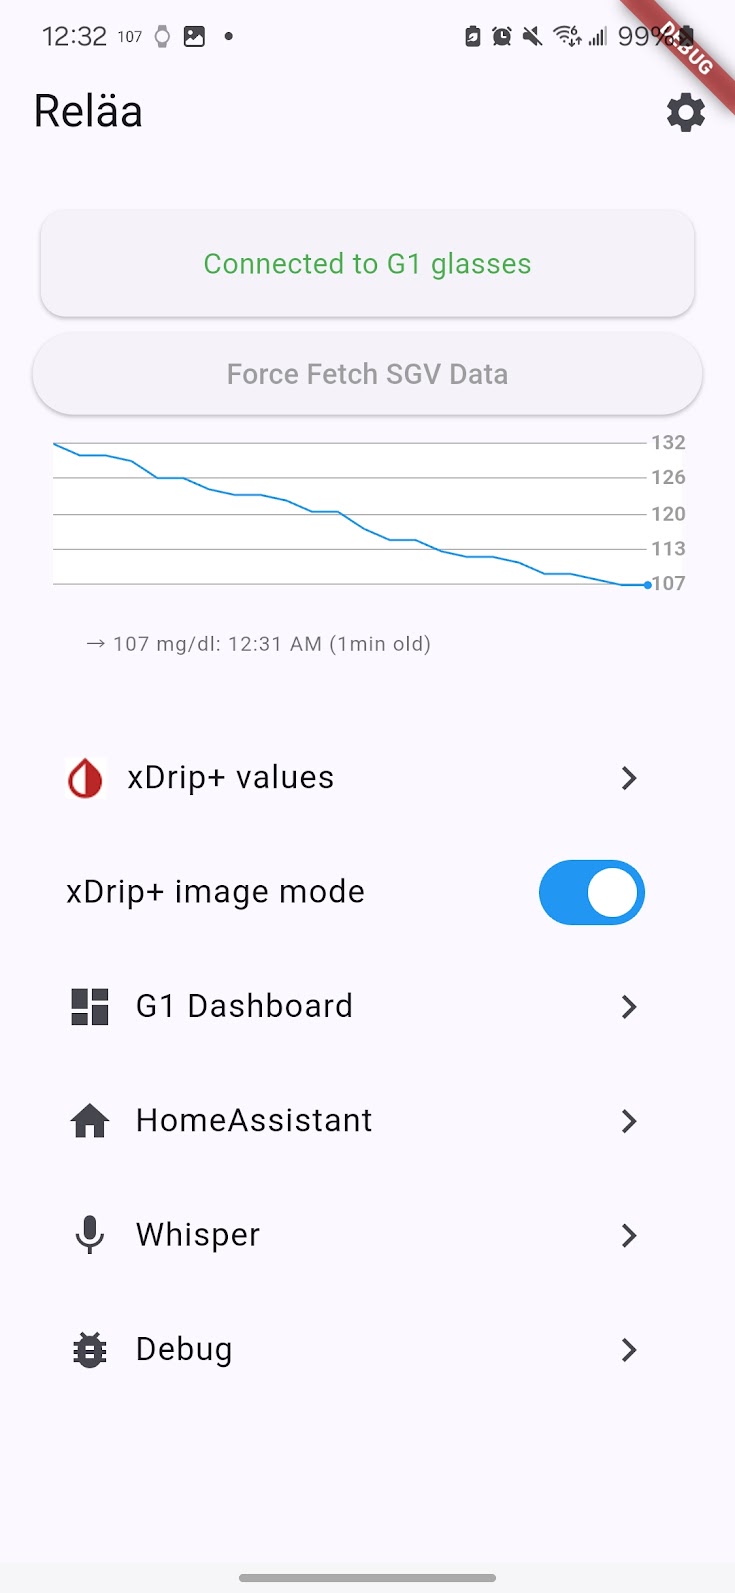 12:32 107 99%
DEBUG
Reläa
Connected to G1 glasses
Force Fetch SGV Data
132
126
120
113
107
→ 107 mg/dl: 12:31 AM (1min old)
xDrip+ values
xDrip+ image mode
G1 Dashboard
HomeAssistant
Whisper
Debug